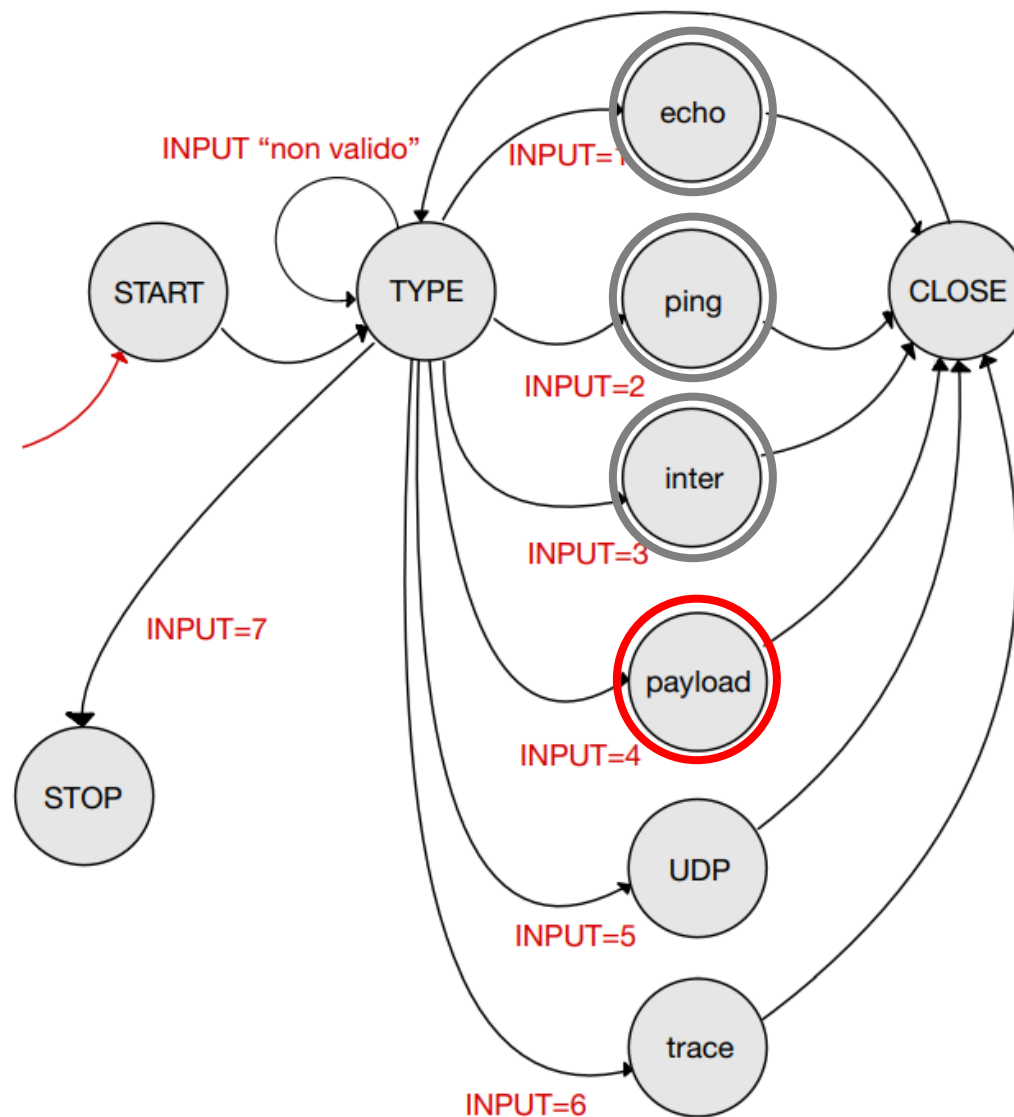 echo
INPUT "non valido"
INPUT=1
START
TYPE
ping
CLOSE
INPUT=2
inter
INPUT=3
INPUT=7
payload
INPUT=4
STOP
UDP
INPUT=5
trace
INPUT=6